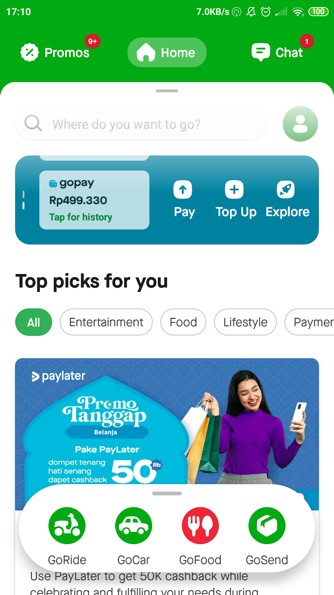 17:10
7.0KB/s
100
9+
1
Promos
Home
Chat
Where do you want to go?
gopay
Rp499.330
Tap for history
Pay
Top Up
Explore
Top picks for you
All
Entertainment
Food
Lifestyle
Paymen
paylater
Promo
Tanggap
Belanja
Pake PayLater
dompet tenang
hati senang
dapet cashback
50Rb
GoRide
GoCar
GoFood
GoSend
Use PayLater to get 50K cashback while
celebrating and fulfilling your needs during